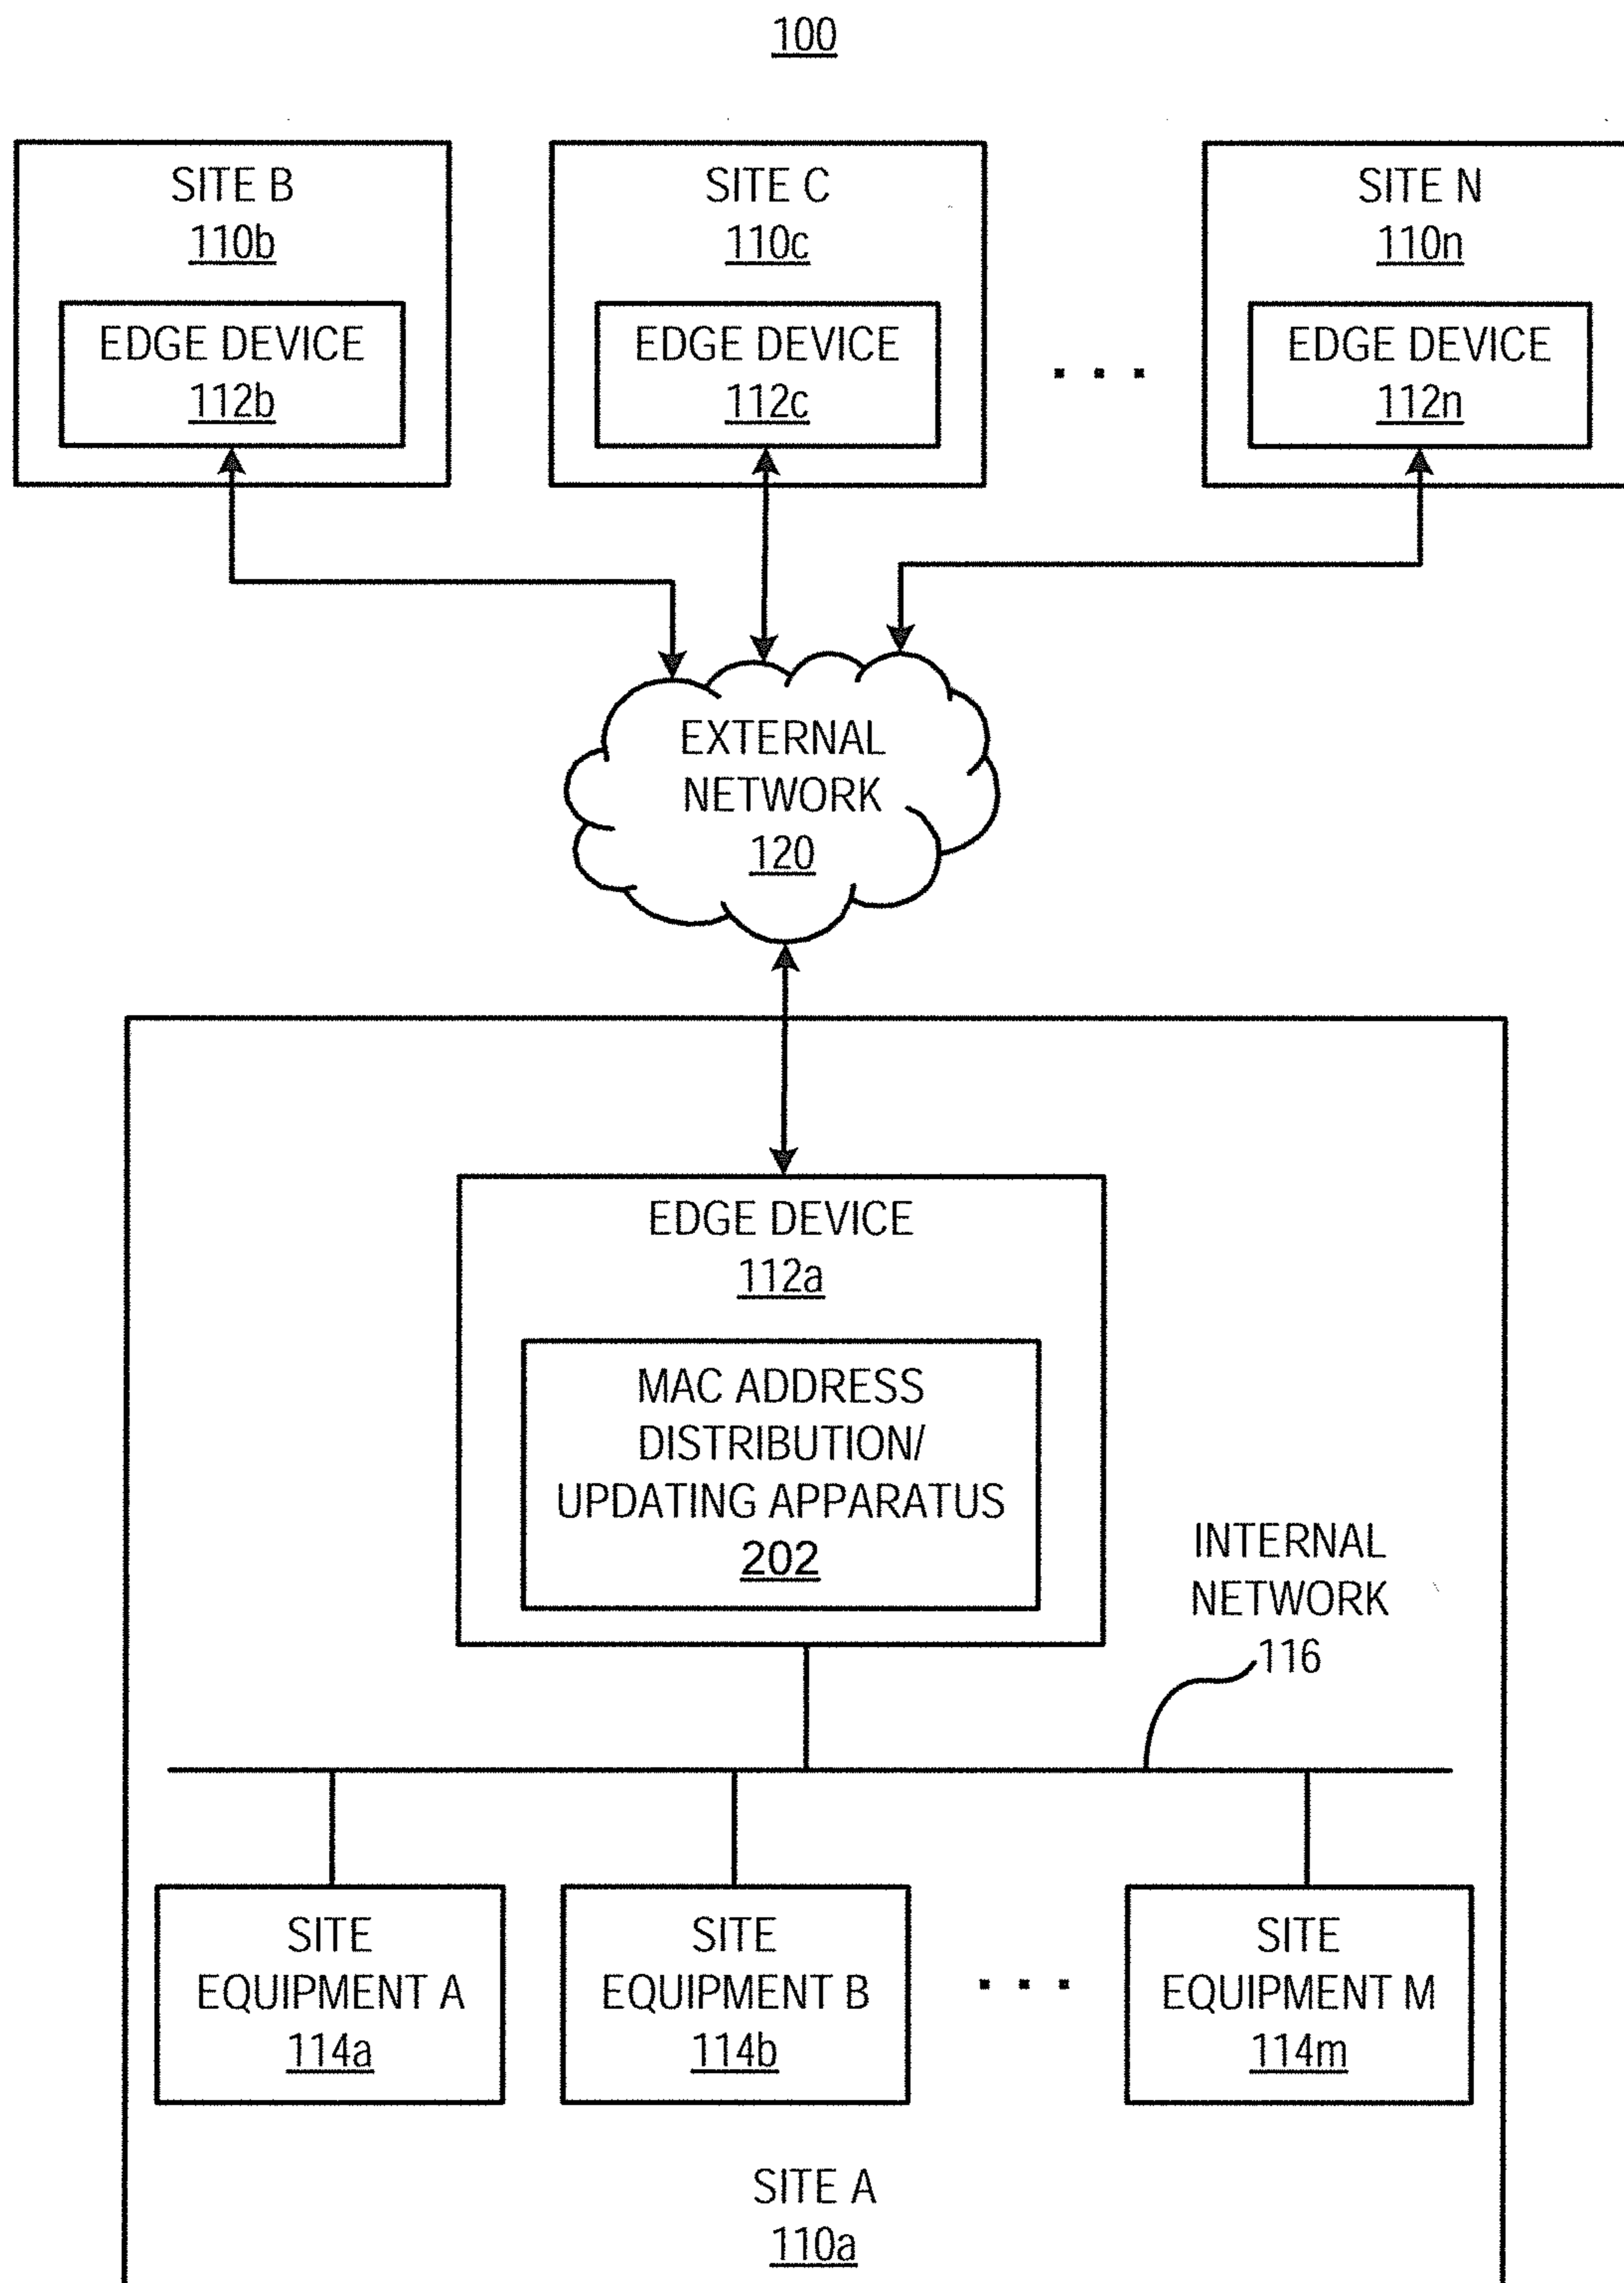 100
SITE B
110b
EDGE DEVICE
112b
SITE C
110c
EDGE DEVICE
112c
. . .
SITE N
110n
EDGE DEVICE
112n
EXTERNAL
NETWORK
120
EDGE DEVICE
112a
MAC ADDRESS
DISTRIBUTION/
UPDATING APPARATUS
202
INTERNAL
NETWORK
116
SITE
EQUIPMENT A
114a
SITE
EQUIPMENT B
114b
. . .
SITE
EQUIPMENT M
114m
SITE A
110a